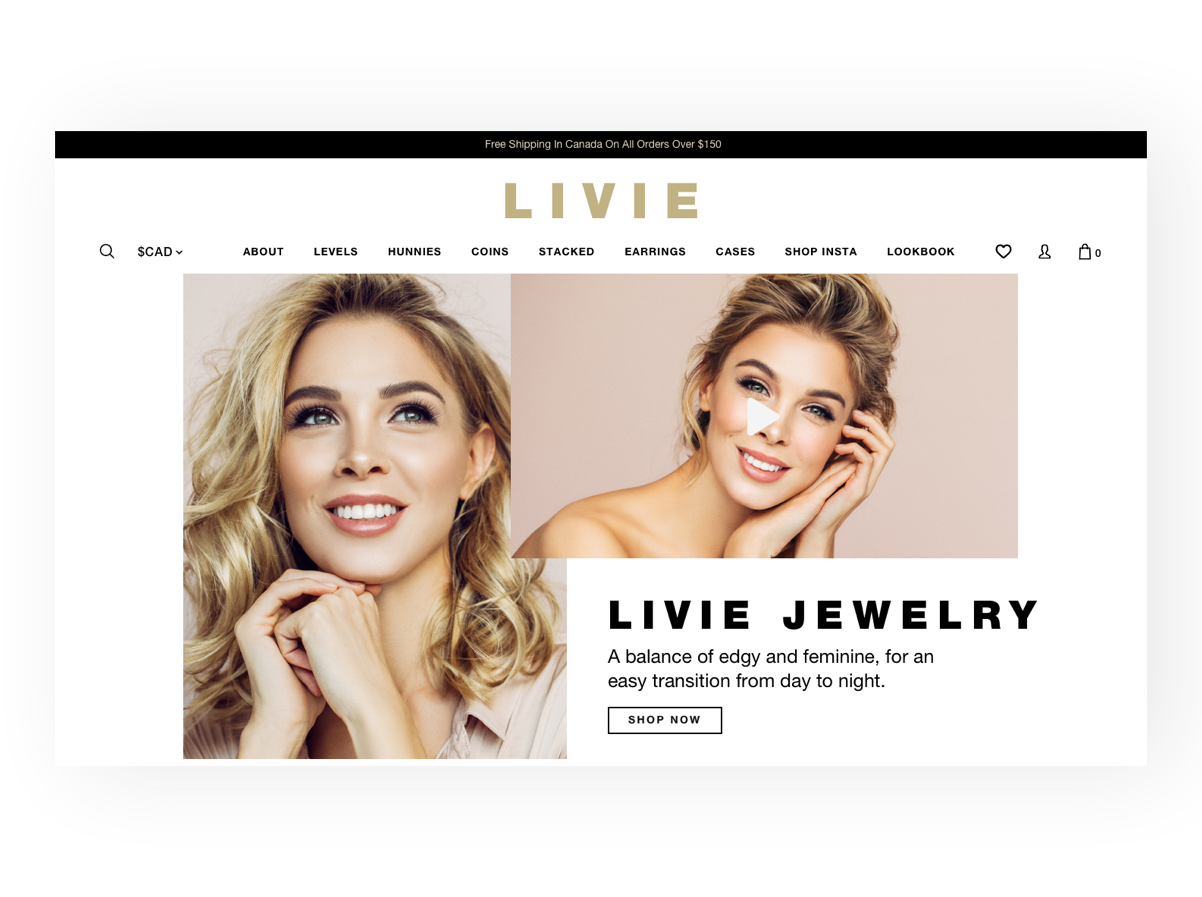 Free Shipping In Canada On All Orders Over $150
LIVIE
$CAD ABOUT LEVELS HUNNIES COINS STACKED EARRINGS CASES SHOP INSTA LOOKBOOK 0
LIVIE JEWELRY
A balance of edgy and feminine, for an
easy transition from day to night.
SHOP NOW